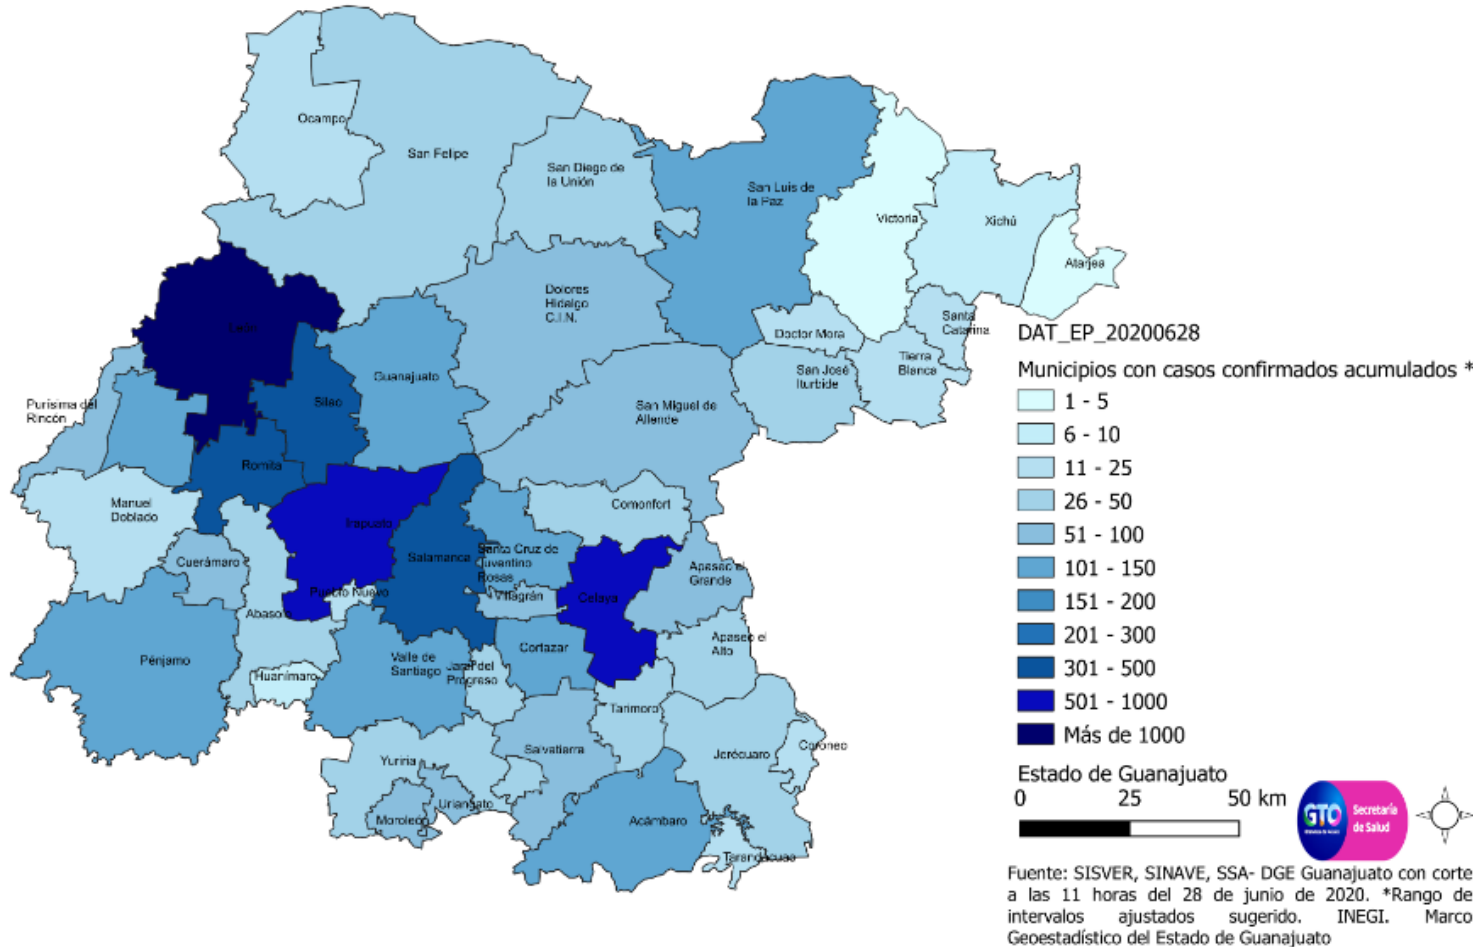 Ocampo
San Felipe
San Diego de
la Unión
San Luis de
la Paz
Victoria
Xichú
Atarjea
Dolores
Hidalgo
C.I.N.
León
Doctor Mora
Santa
Catarina
Tierra
Blanca
San José
Iturbide
Guanajuato
Silao
San Miguel de
Allende
Purísima del
Rincón
Romita
Manuel
Doblado
Irapuato
Comonfort
Salamanca
Santa Cruz de
Juventino
Rosas
Cuerámaro
Apaseo el
Grande
Pueblo Nuevo
Villagrán
Celaya
Abasolo
Pénjamo
Huanímaro
Valle de
Santiago
Jaral del
Progreso
Cortazar
Apaseo el
Alto
Tarimoro
Yuriria
Salvatierra
Jerécuaro
Coroneo
Uriangato
Moroleón
Acámbaro
Tarandacuao
DAT_EP_20200628
Municipios con casos confirmados acumulados *
1 - 5
6 - 10
11 - 25
26 - 50
51 - 100
101 - 150
151 - 200
201 - 300
301 - 500
501 - 1000
Más de 1000
Estado de Guanajuato
0 25 50 km
GTO
Secretaría
de Salud
Fuente: SISVER, SINAVE, SSA- DGE Guanajuato con corte
a las 11 horas del 28 de junio de 2020. *Rango de
intervalos ajustados sugerido. INEGI. Marco
Geoestadístico del Estado de Guanajuato